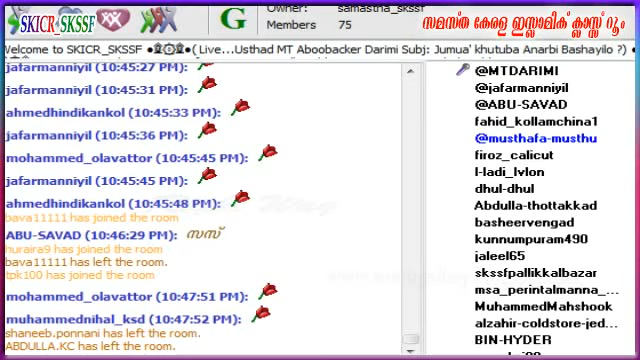 SKICR_SKSSF
Owner: samastha_skssf
Members 75
സമസ്ത കേരള ഇസ്ലാമിക് ക്ലാസ്സ് റൂം
Welcome to SKICR_SKSSF ( Live...Usthad MT Aboobacker Darimi Subj: Jumua' khutuba Anarbi Bashayilo ?)
jafarmanniyil (10:45:27 PM):
jafarmanniyil (10:45:31 PM):
ahmedhindikankol (10:45:33 PM):
jafarmanniyil (10:45:36 PM):
mohammed_olavattor (10:45:45 PM):
jafarmanniyil (10:45:45 PM):
ahmedhindikankol (10:45:48 PM):
bava11111 has joined the room
ABU-SAVAD (10:46:29 PM): സസ്
huraira9 has joined the room
bava11111 has left the room.
tpk100 has joined the room
mohammed_olavattor (10:47:51 PM):
muhammednihal_ksd (10:47:52 PM):
shaneeb.ponnani has left the room.
ABDULLA.KC has left the room.
@MTDARIMI
@jafarmanniyil
@ABU-SAVAD
fahid_kollamchina1
@musthafa-musthu
firoz_calicut
l-ladi_lvlon
dhul-dhul
Abdulla-thottakkad
basheervengad
kunnumpuram490
jaleel65
skssfpallikkalbazar
msa_perintalmanna_...
MuhammedMahshook
alzahir-coldstore-jed...
BIN-HYDER